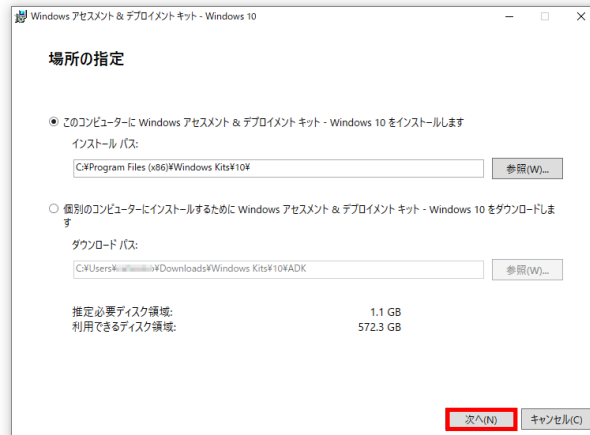 Windows アセスメント & デプロイメント キット - Windows 10
場所の指定
このコンピューターに Windows アセスメント & デプロイメント キット - Windows 10 をインストールします
インストール パス:
C:¥Program Files (x86)¥Windows Kits¥10¥
参照(W)...
個別のコンピューターにインストールするために Windows アセスメント & デプロイメント キット - Windows 10 をダウンロードしま
す
ダウンロード パス:
C:¥Users¥ ¥Downloads¥Windows Kits¥10¥ADK
参照(W)...
推定必要ディスク領域: 1.1 GB
利用できるディスク領域: 572.3 GB
次へ(N) キャンセル(C)